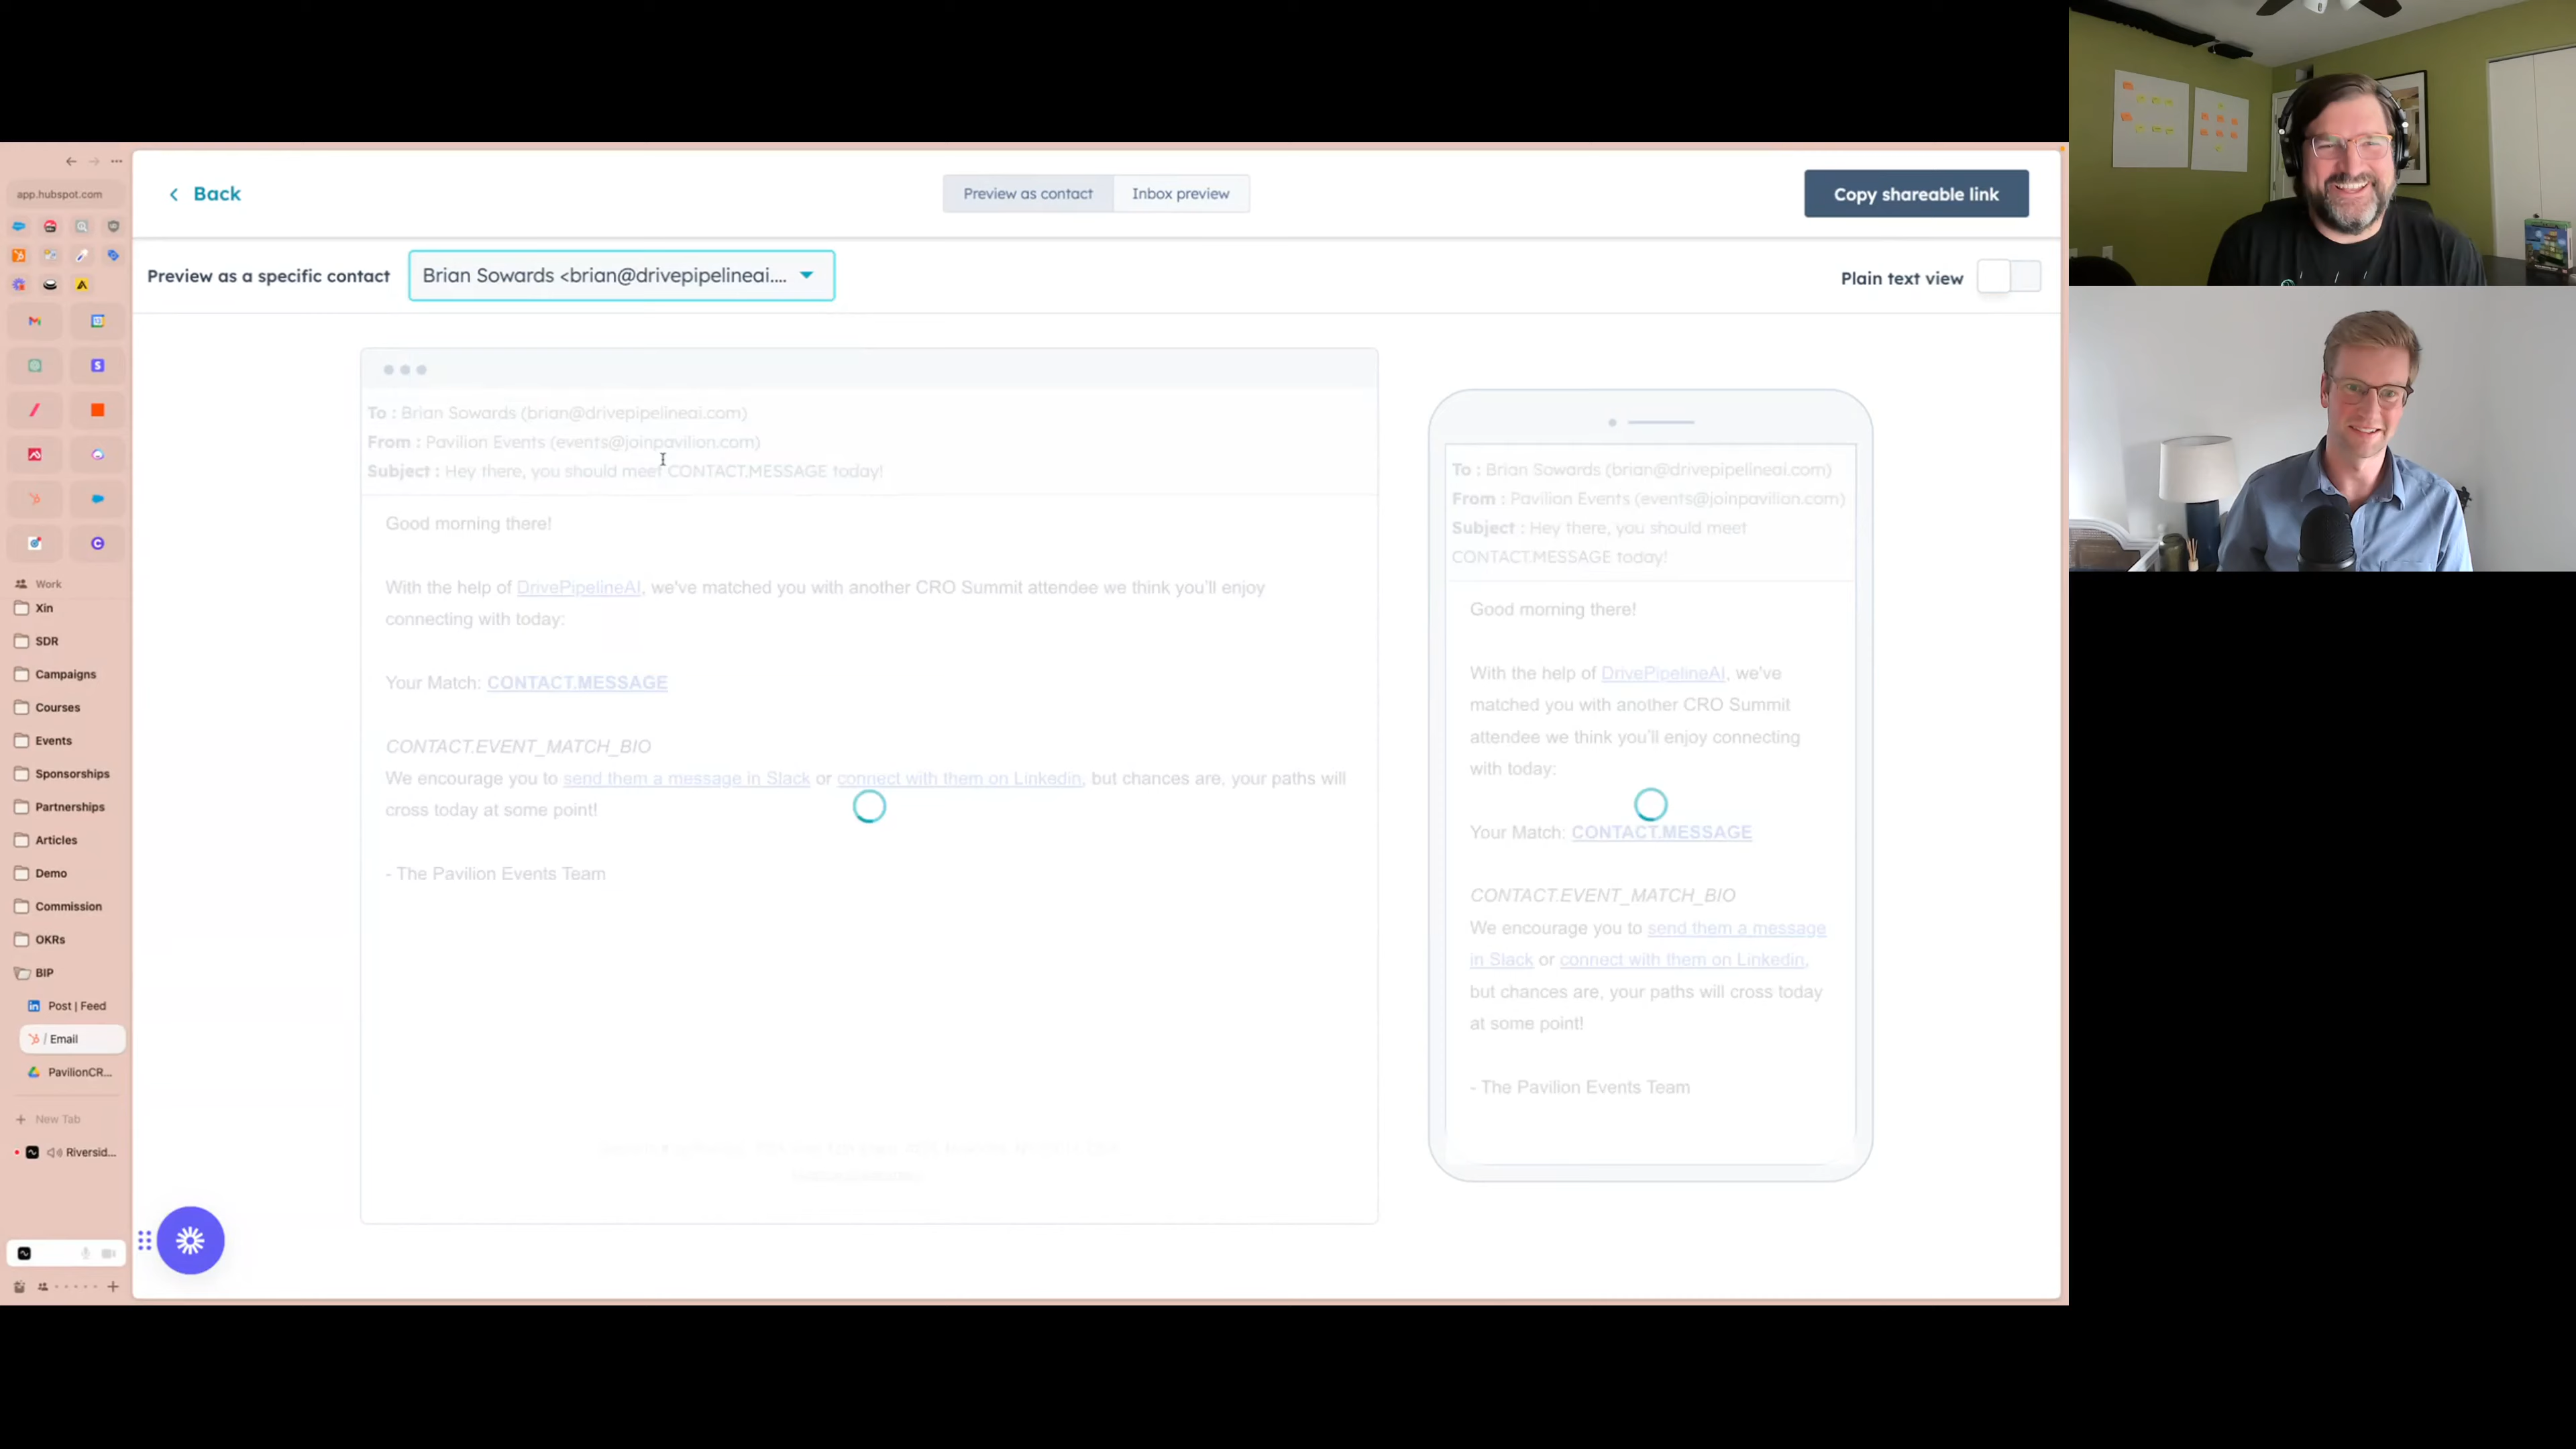 app.hubspot.com
Work
Xin
SDR
Campaigns
Courses
Events
Sponsorships
Partnerships
Articles
Demo
Commission
OKRs
BIP
Post | Feed
/ Email
PavilionCR...
New Tab
Riversid...
Back
Preview as contact
Inbox preview
Copy shareable link
Preview as a specific contact
Brian Sowards <brian@drivepipelineai....
Plain text view
To : Brian Sowards (brian@drivepipelineai.com)
From : Pavilion Events (events@joinpavilion.com)
Subject : Hey there, you should meet CONTACT.MESSAGE today!
Good morning there!
With the help of DrivePipelineAI, we've matched you with another CRO Summit attendee we think you'll enjoy
connecting with today:
Your Match: CONTACT.MESSAGE
CONTACT.EVENT_MATCH_BIO
We encourage you to send them a message in Slack or connect with them on Linkedin, but chances are, your paths will
cross today at some point!
- The Pavilion Events Team
To : Brian Sowards (brian@drivepipelineai.com)
From : Pavilion Events (events@joinpavilion.com)
Subject : Hey there, you should meet
CONTACT.MESSAGE today!
Good morning there!
With the help of DrivePipelineAI, we've
matched you with another CRO Summit
attendee we think you'll enjoy connecting
with today:
Your Match: CONTACT.MESSAGE
CONTACT.EVENT_MATCH_BIO
We encourage you to send them a message
in Slack or connect with them on Linkedin,
but chances are, your paths will cross today
at some point!
- The Pavilion Events Team